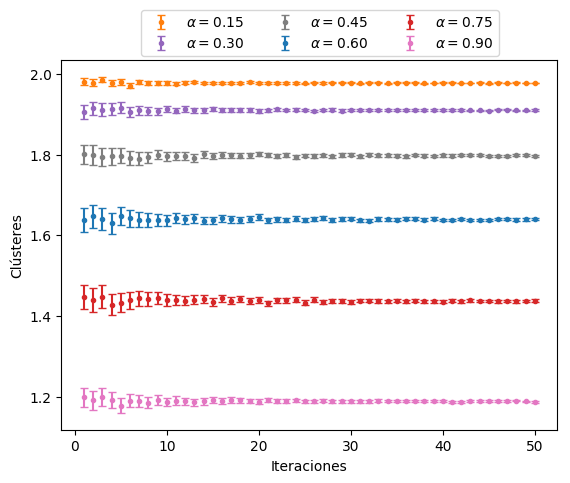 α = 0.15 α = 0.45 α = 0.75
α = 0.30 α = 0.60 α = 0.90
2.0
1.8
1.6
1.4
1.2
Clústeres
0 10 20 30 40 50
Iteraciones